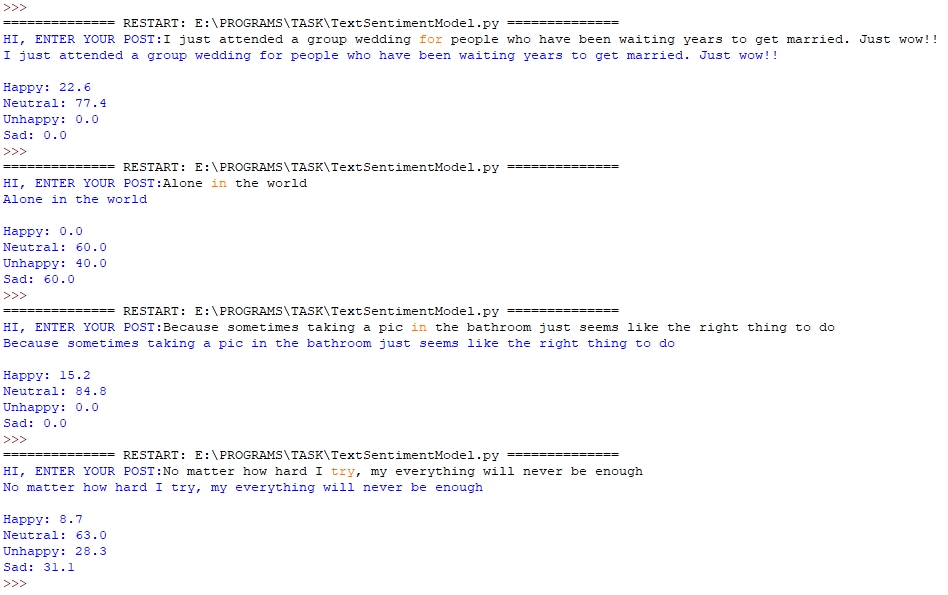 >>>
============== RESTART: E:\PROGRAMS\TASK\TextSentimentModel.py ==============
HI, ENTER YOUR POST:I just attended a group wedding for people who have been waiting years to get married. Just wow!!
I just attended a group wedding for people who have been waiting years to get married. Just wow!!
Happy: 22.6
Neutral: 77.4
Unhappy: 0.0
Sad: 0.0
>>>
============== RESTART: E:\PROGRAMS\TASK\TextSentimentModel.py ==============
HI, ENTER YOUR POST:Alone in the world
Alone in the world
Happy: 0.0
Neutral: 60.0
Unhappy: 40.0
Sad: 60.0
>>>
============== RESTART: E:\PROGRAMS\TASK\TextSentimentModel.py ==============
HI, ENTER YOUR POST:Because sometimes taking a pic in the bathroom just seems like the right thing to do
Because sometimes taking a pic in the bathroom just seems like the right thing to do
Happy: 15.2
Neutral: 84.8
Unhappy: 0.0
Sad: 0.0
>>>
============== RESTART: E:\PROGRAMS\TASK\TextSentimentModel.py ==============
HI, ENTER YOUR POST:No matter how hard I try, my everything will never be enough
No matter how hard I try, my everything will never be enough
Happy: 8.7
Neutral: 63.0
Unhappy: 28.3
Sad: 31.1
>>>